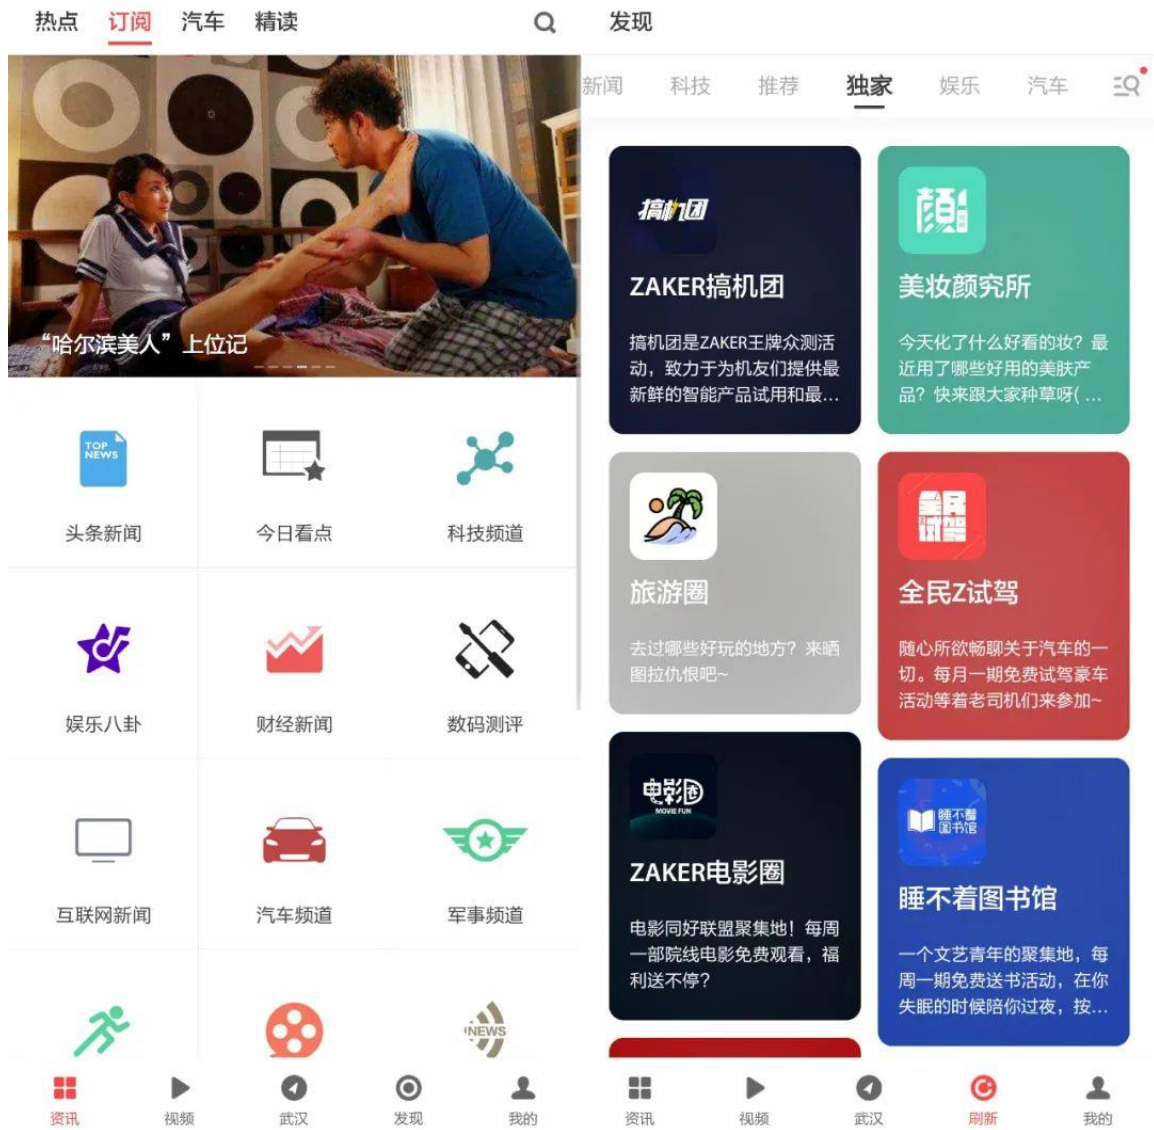 热点 订阅 汽车 精读
“哈尔滨美人”上位记
TOP
NEWS
头条新闻 今日看点 科技频道
娱乐八卦 财经新闻 数码测评
互联网新闻 汽车频道 军事频道
NEWS
资讯 视频 武汉 发现 我的
发现
新闻 科技 推荐 独家 娱乐 汽车
搞机团
ZAKER搞机团
搞机团是ZAKER王牌众测活
动，致力于为机友们提供最
新鲜的智能产品试用和最...
颜
美妆颜究所
今天化了什么好看的妆？最
近用了哪些好用的美肤产
品？快来跟大家种草呀( ...
旅游圈
去过哪些好玩的地方？来晒
图拉仇恨吧~
全民
试驾
全民Z试驾
随心所欲畅聊关于汽车的一
切。每月一期免费试驾豪车
活动等着老司机们来参加~
电影圈
MOVIE FUN
ZAKER电影圈
电影同好联盟聚集地！每周
一部院线电影免费观看，福
利送不停？
睡不着
图书馆
睡不着图书馆
一个文艺青年的聚集地，每
周一期免费送书活动，在你
失眠的时候陪你过夜，按...
资讯 视频 武汉 刷新 我的